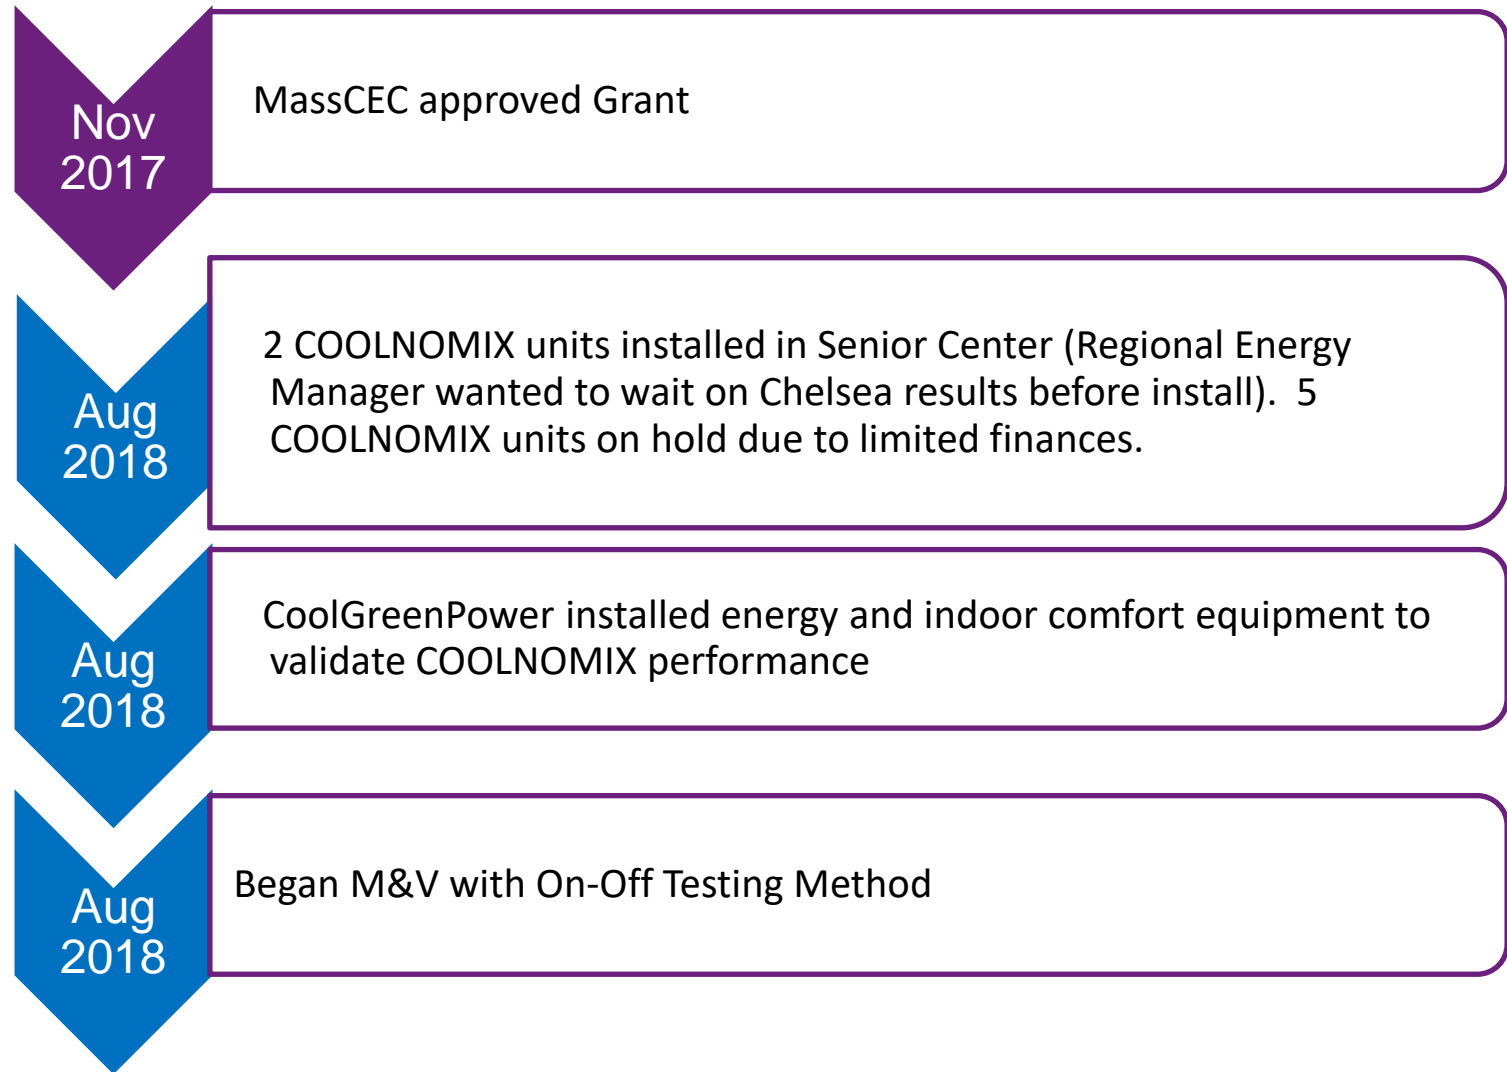 Nov
2017
MassCEC approved Grant
Aug
2018
2 COOLNOMIX units installed in Senior Center (Regional Energy
Manager wanted to wait on Chelsea results before install).  5
COOLNOMIX units on hold due to limited finances.
Aug
2018
CoolGreenPower installed energy and indoor comfort equipment to
validate COOLNOMIX performance
Aug
2018
Began M&V with On-Off Testing Method